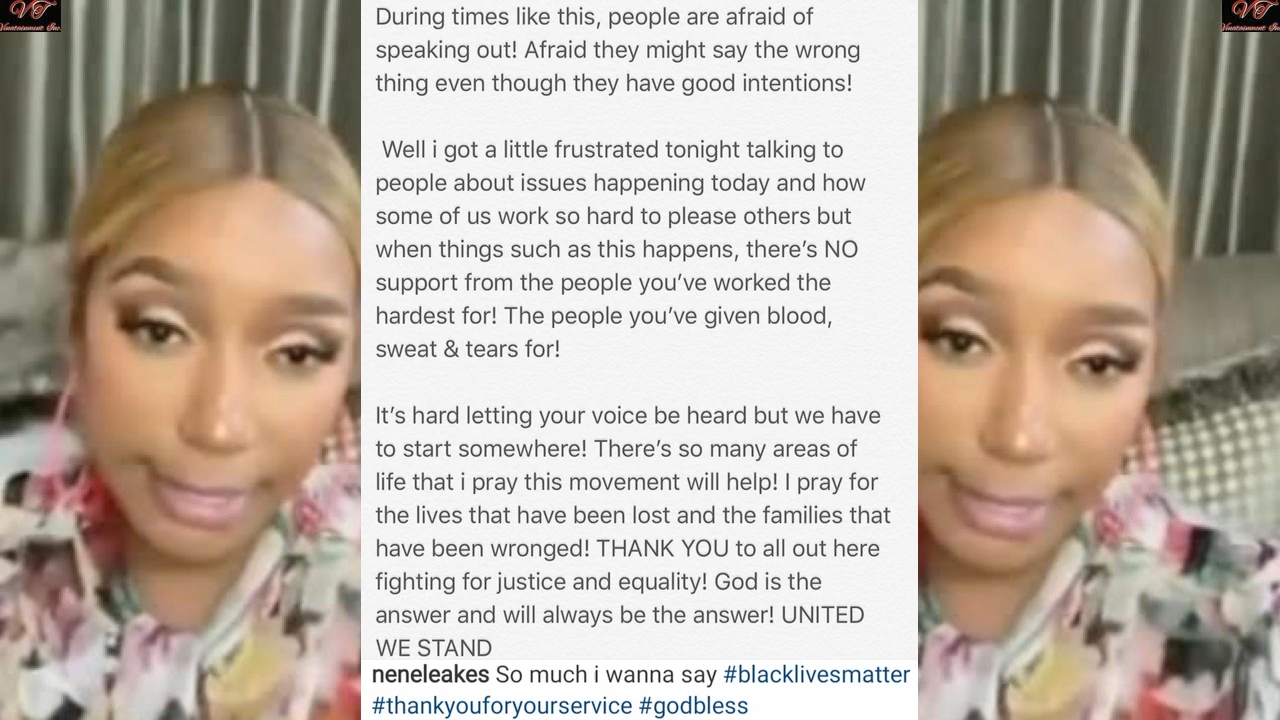 VT
Vinatainment Inc.
During times like this, people are afraid of
speaking out! Afraid they might say the wrong
thing even though they have good intentions!
Well i got a little frustrated tonight talking to
people about issues happening today and how
some of us work so hard to please others but
when things such as this happens, there's NO
support from the people you've worked the
hardest for! The people you've given blood,
sweat & tears for!
It's hard letting your voice be heard but we have
to start somewhere! There's so many areas of
life that i pray this movement will help! I pray for
the lives that have been lost and the families that
have been wronged! THANK YOU to all out here
fighting for justice and equality! God is the
answer and will always be the answer! UNITED
WE STAND
neneleakes So much i wanna say #blacklivesmatter
#thankyouforyourservice #godbless
VT
Vinatainment Inc.